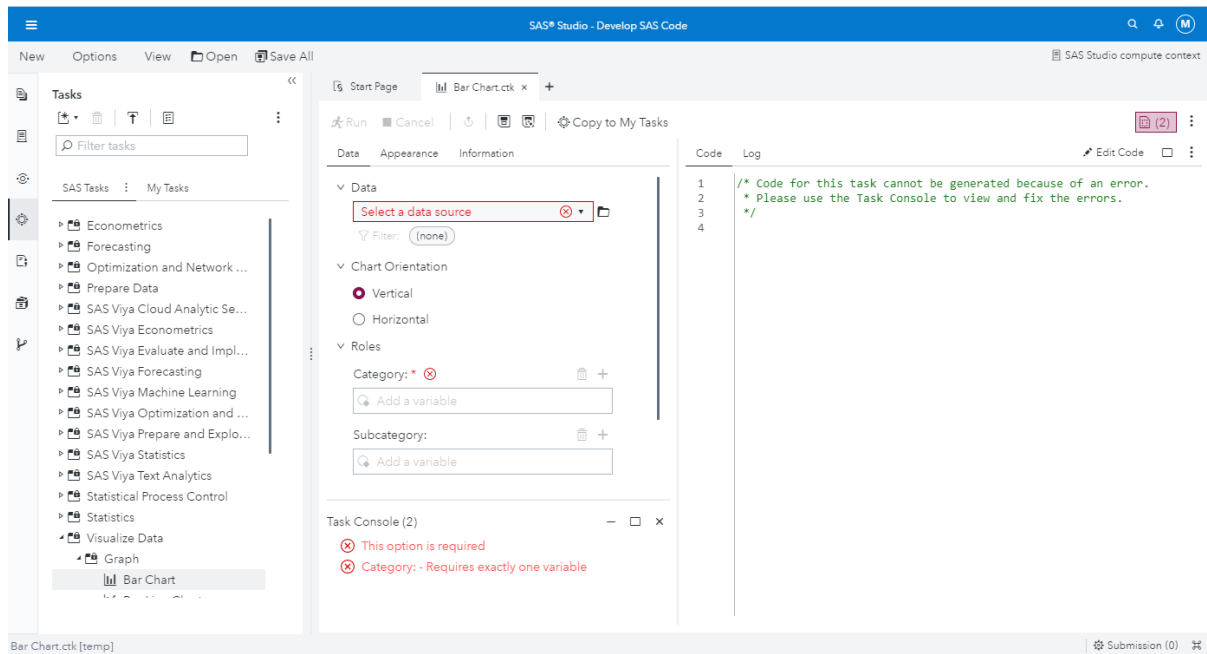 SAS® Studio - Develop SAS Code
M
New Options View Open Save All
SAS Studio compute context
Tasks
Filter tasks
SAS Tasks My Tasks
Econometrics
Forecasting
Optimization and Network ...
Prepare Data
SAS Viya Cloud Analytic Se...
SAS Viya Econometrics
SAS Viya Evaluate and Impl...
SAS Viya Forecasting
SAS Viya Machine Learning
SAS Viya Optimization and ...
SAS Viya Prepare and Explo...
SAS Viya Statistics
SAS Viya Text Analytics
Statistical Process Control
Statistics
Visualize Data
Graph
Bar Chart
Start Page Bar Chart.ctk × +
Run Cancel Copy to My Tasks
(2)
Data Appearance Information
Data
Select a data source
Filter: (none)
Chart Orientation
Vertical
Horizontal
Roles
Category: *
Add a variable
Subcategory:
Add a variable
Task Console (2)
This option is required
Category: - Requires exactly one variable
Code Log
Edit Code
1 /* Code for this task cannot be generated because of an error.
2 * Please use the Task Console to view and fix the errors.
3 */
4
Bar Chart.ctk [temp]
Submission (0)